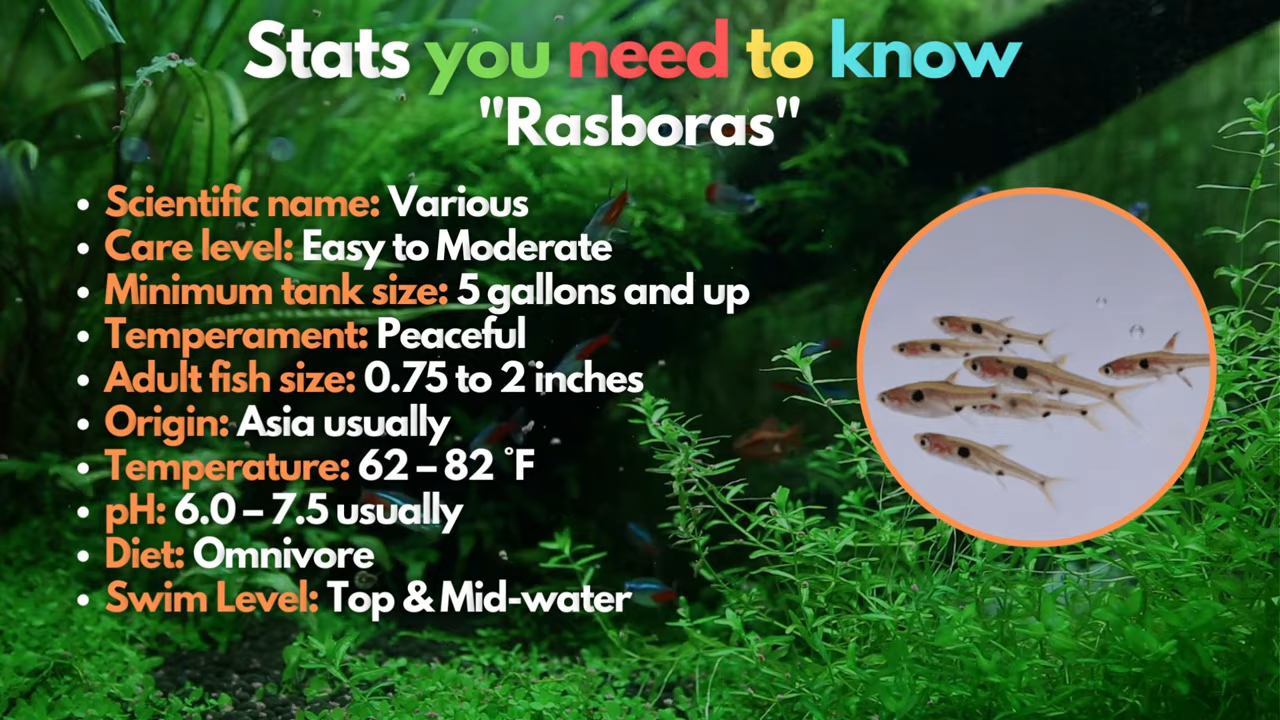 Stats you need to know
"Rasboras"
• Scientific name: Various
• Care level: Easy to Moderate
• Minimum tank size: 5 gallons and up
• Temperament: Peaceful
• Adult fish size: 0.75 to 2 inches
• Origin: Asia usually
• Temperature: 62 – 82 °F
• pH: 6.0 – 7.5 usually
• Diet: Omnivore
• Swim Level: Top & Mid-water